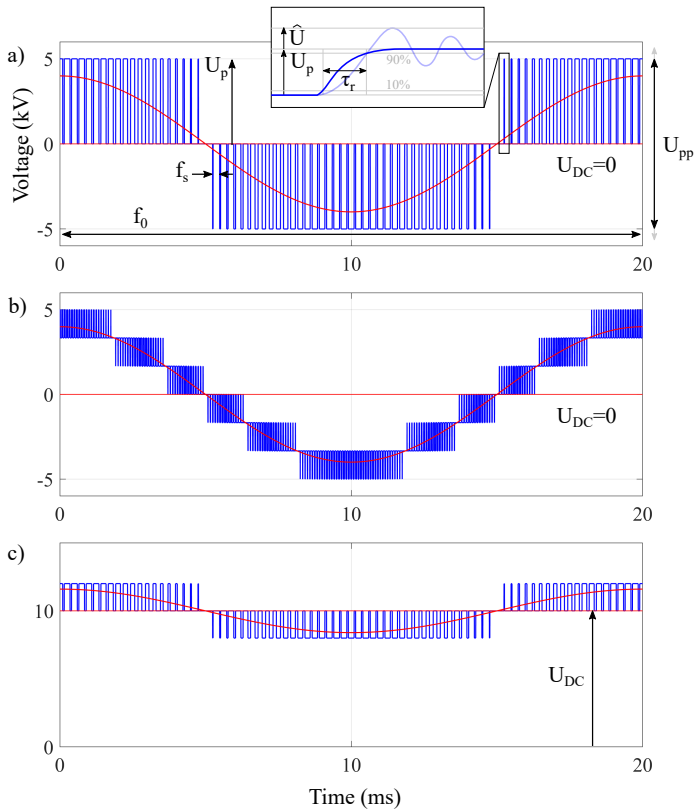 a)
5
0
-5
Voltage (kV)
U_p
Û
U_p
τ_r
90%
10%
f_s
f_0
U_DC=0
U_pp
0
10
20
b)
5
0
-5
U_DC=0
0
10
20
c)
10
0
U_DC
0
10
20
Time (ms)